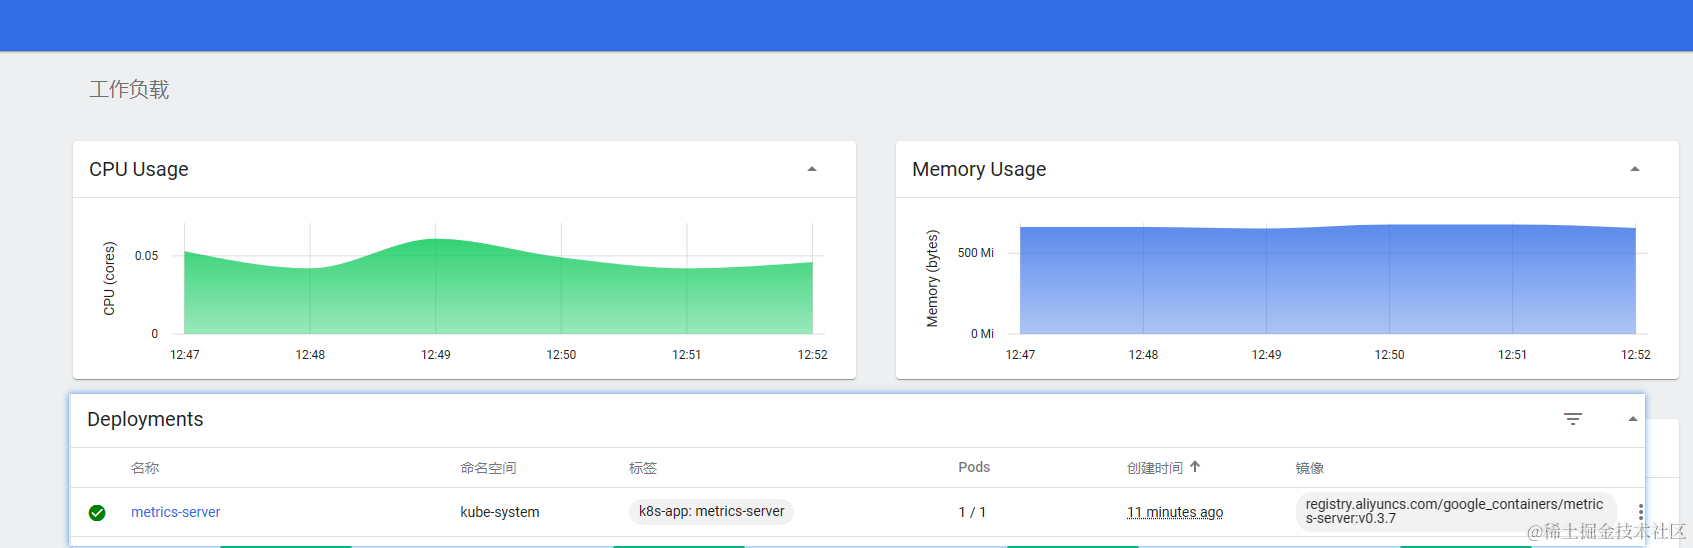 工作负载
CPU Usage
CPU (cores)
0.05
0
12:47 12:48 12:49 12:50 12:51 12:52
Memory Usage
Memory (bytes)
500 Mi
0 Mi
12:47 12:48 12:49 12:50 12:51 12:52
Deployments
名称 命名空间 标签 Pods 创建时间 镜像
metrics-server kube-system k8s-app: metrics-server 1 / 1 11 minutes ago registry.aliyuncs.com/google_containers/metric
s-server:v0.3.7
@稀土掘金技术社区